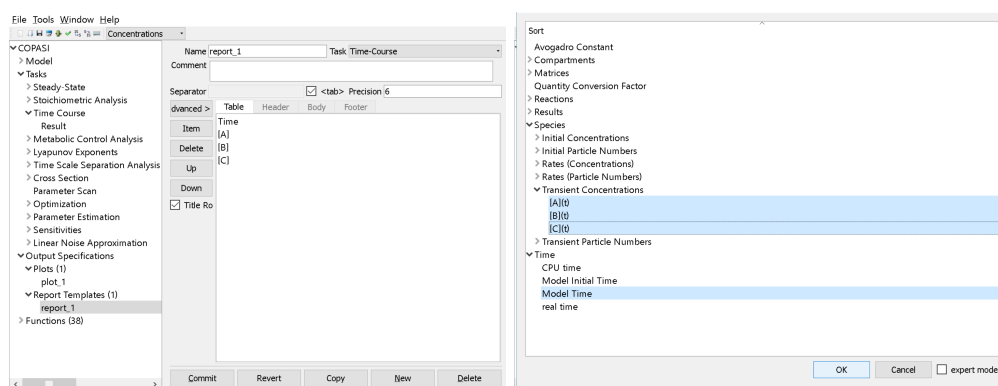 File Tools Window Help
Concentrations
COPASI
Model
Tasks
Steady-State
Stoichiometric Analysis
Time Course
Result
Metabolic Control Analysis
Lyapunov Exponents
Time Scale Separation Analysis
Cross Section
Parameter Scan
Optimization
Parameter Estimation
Sensitivities
Linear Noise Approximation
Output Specifications
Plots (1)
plot_1
Report Templates (1)
report_1
Functions (38)
Name report_1 Task Time-Course
Comment
Separator <tab> Precision 6
dvanced > Table Header Body Footer
Item
Delete
Up
Down
Title Ro
Time
[A]
[B]
[C]
Commit Revert Copy New Delete
Sort
Avogadro Constant
Compartments
Matrices
Quantity Conversion Factor
Reactions
Results
Species
Initial Concentrations
Initial Particle Numbers
Rates (Concentrations)
Rates (Particle Numbers)
Transient Concentrations
[A](t)
[B](t)
[C](t)
Transient Particle Numbers
Time
CPU time
Model Initial Time
Model Time
real time
OK Cancel expert mode